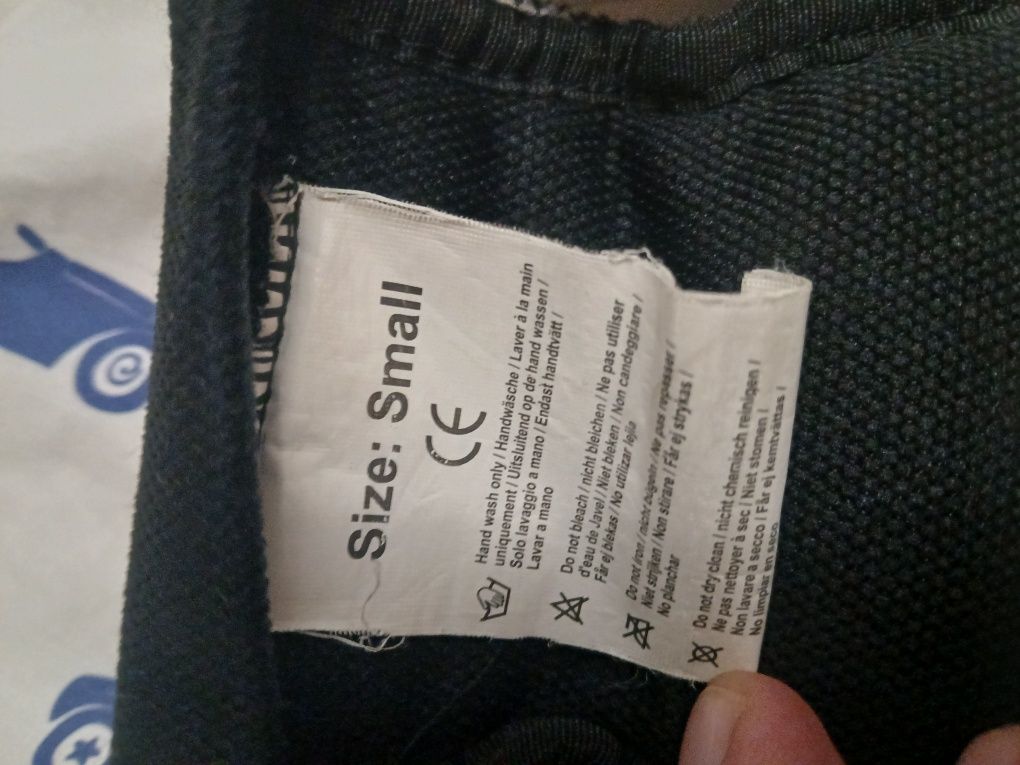 Size: Small
CE
Hand wash only / Handwäsche / Laver à la main
uniquement / Uitsluitend op de hand wassen /
Solo lavaggio a mano / Endast handtvätt /
Lavar a mano
Do not bleach / nicht bleichen / Ne pas utiliser
d'eau de Javel / Niet bleken / Non candeggiare /
Får ej blekas / No utilizar lejía
Do not iron / nicht bügeln / Ne pas repasser /
Niet strijken / Non stirare / Får ej strykas /
No planchar
Do not dry clean / nicht chemisch reinigen /
Ne pas nettoyer à sec / Niet stomen /
Non lavare a secco / Får ej kemtvättas /
No limpiar en seco